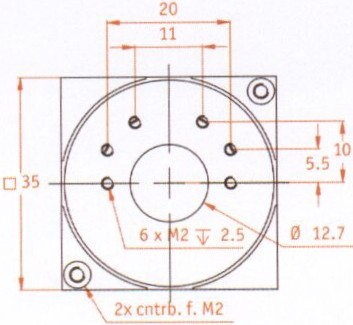 20
11
10
5.5
□ 35
6 x M2 ↧ 2.5
Ø 12.7
2x cntrb. f. M2